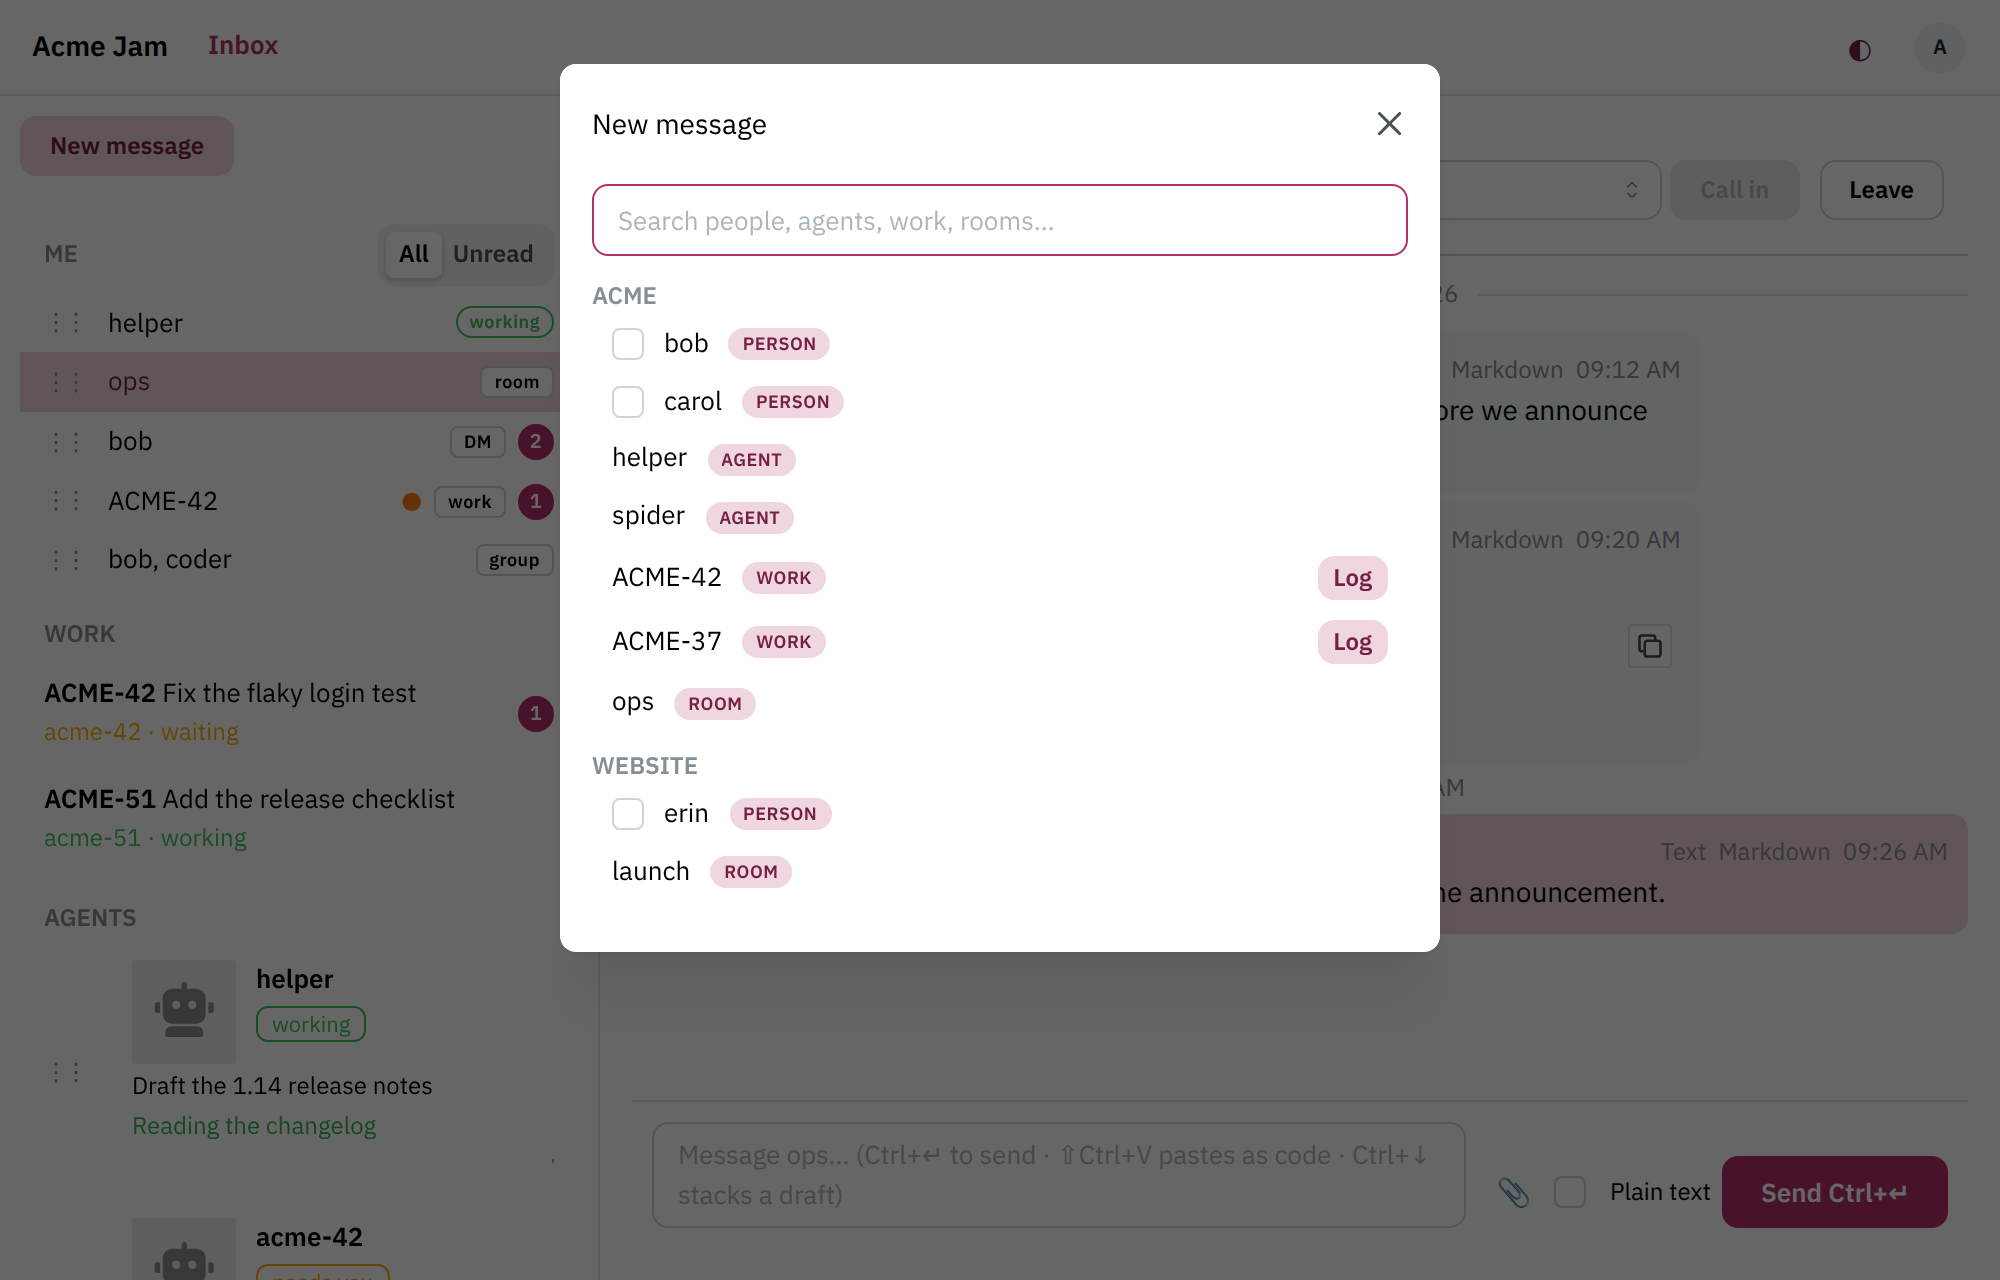 Acme Jam Inbox A
New message
ME All Unread
helper working
ops room
bob DM 2
ACME-42 work 1
bob, coder group
WORK
ACME-42 Fix the flaky login test
acme-42 · waiting 1
ACME-51 Add the release checklist
acme-51 · working
AGENTS
helper
working
Draft the 1.14 release notes
Reading the changelog
acme-42
New message
Search people, agents, work, rooms...
ACME
bob PERSON
carol PERSON
helper AGENT
spider AGENT
ACME-42 WORK Log
ACME-37 WORK Log
ops ROOM
WEBSITE
erin PERSON
launch ROOM
Call in Leave
Markdown 09:12 AM
we announce
Markdown 09:20 AM
AM
Text Markdown 09:26 AM
announcement.
Message ops... (Ctrl+↵ to send · ⇧Ctrl+V pastes as code · Ctrl+↓
stacks a draft)
Plain text Send Ctrl+↵